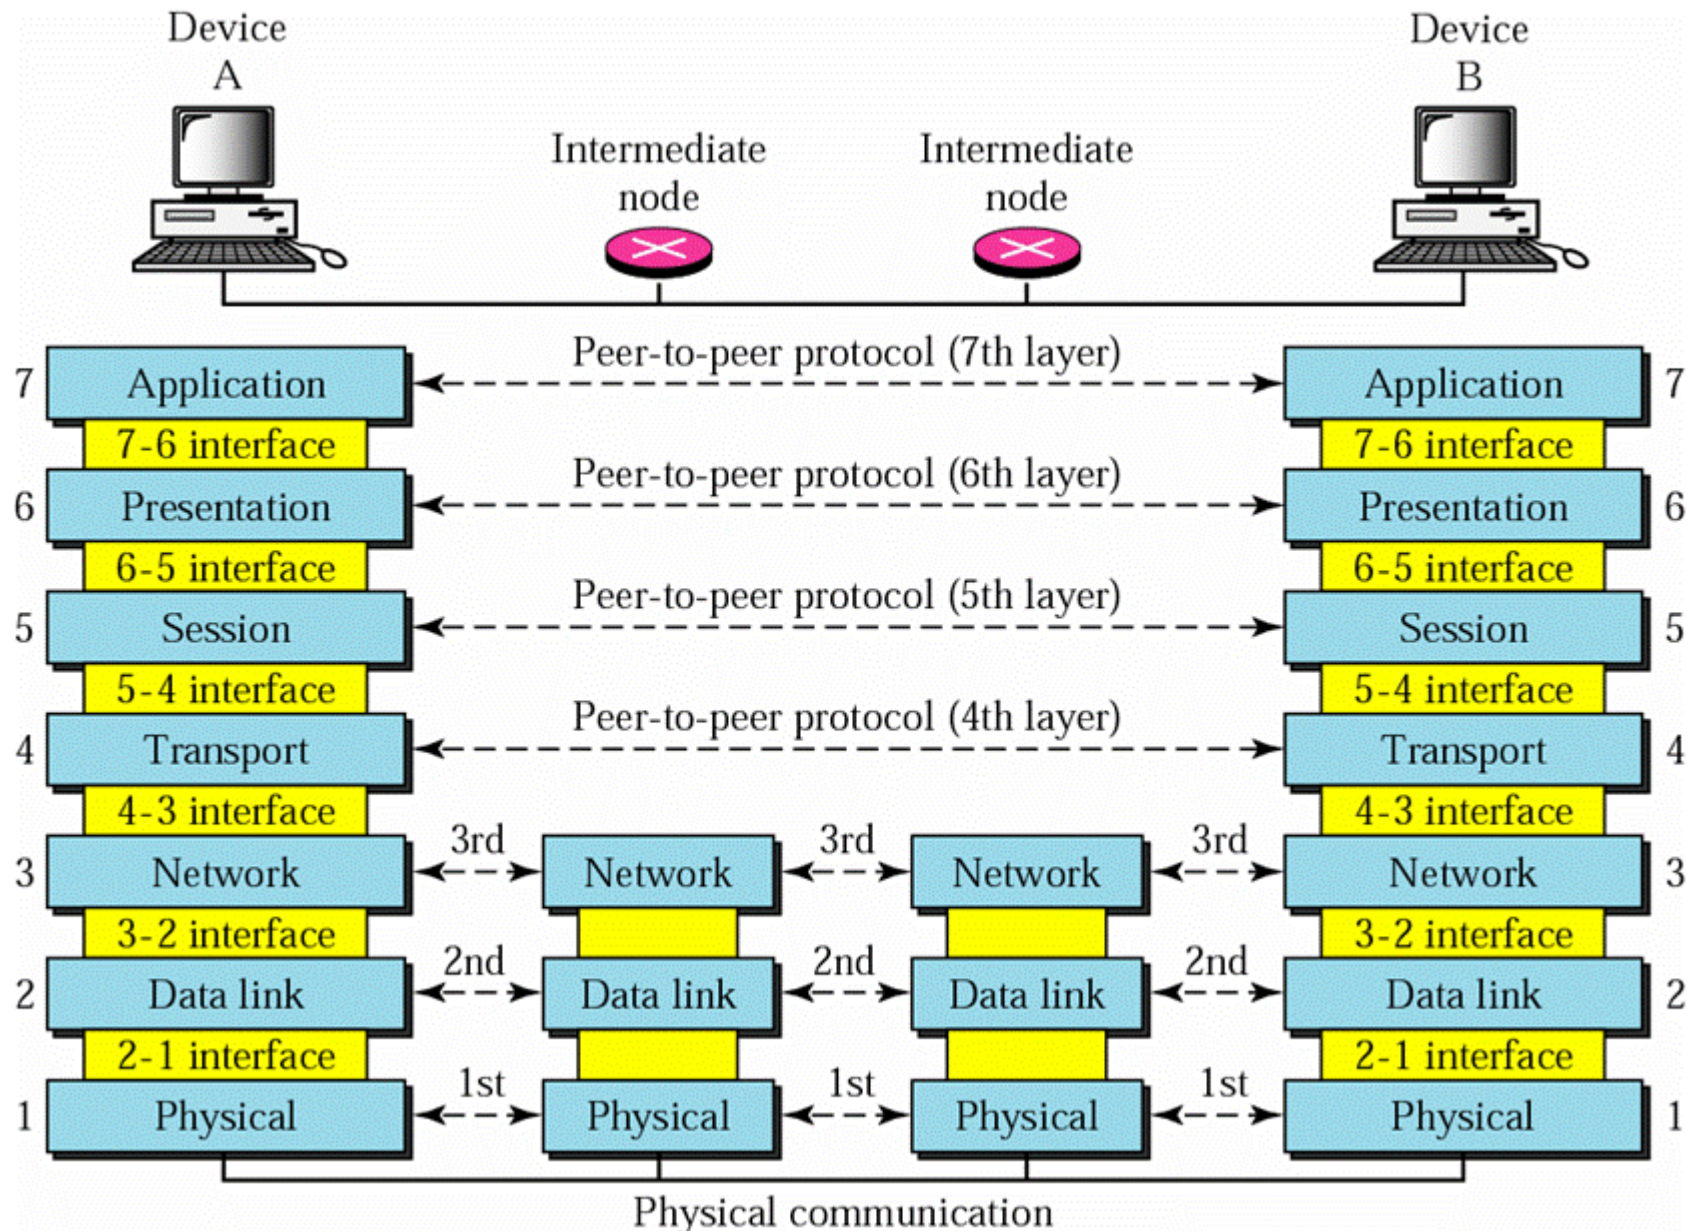 Device
A
Device
B
Intermediate
node
Intermediate
node
Peer-to-peer protocol (7th layer)
7 Application
Application 7
7-6 interface
7-6 interface
Peer-to-peer protocol (6th layer)
6 Presentation
Presentation 6
6-5 interface
6-5 interface
Peer-to-peer protocol (5th layer)
5 Session
Session 5
5-4 interface
5-4 interface
Peer-to-peer protocol (4th layer)
4 Transport
Transport 4
4-3 interface
4-3 interface
3rd 3rd 3rd
3 Network Network Network Network 3
3-2 interface
3-2 interface
2nd 2nd 2nd
2 Data link Data link Data link Data link 2
2-1 interface
2-1 interface
1st 1st 1st
1 Physical Physical Physical Physical 1
Physical communication